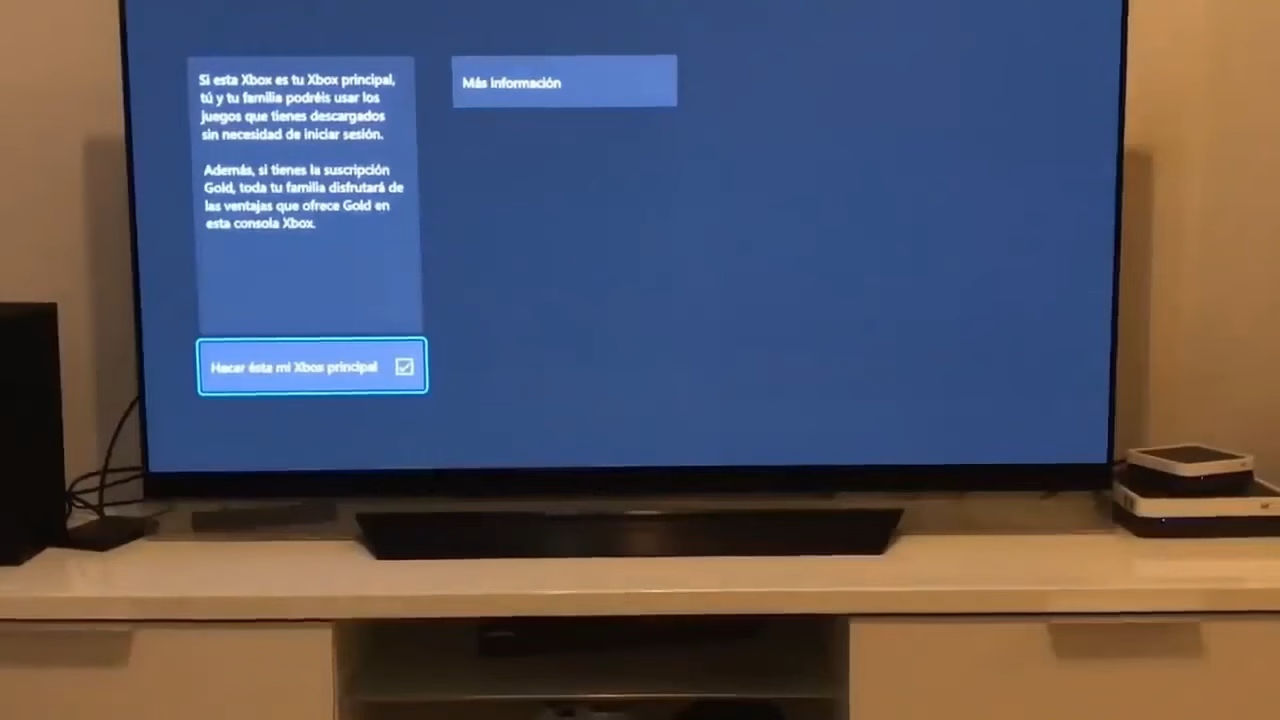 Si esta Xbox es tu Xbox principal,
tú y tu familia podréis usar los
juegos que tienes descargados
sin necesidad de iniciar sesión.
Además, si tienes la suscripción
Gold, toda tu familia disfrutará de
las ventajas que ofrece Gold en
esta consola Xbox.
Más información
Hacer ésta mi Xbox principal